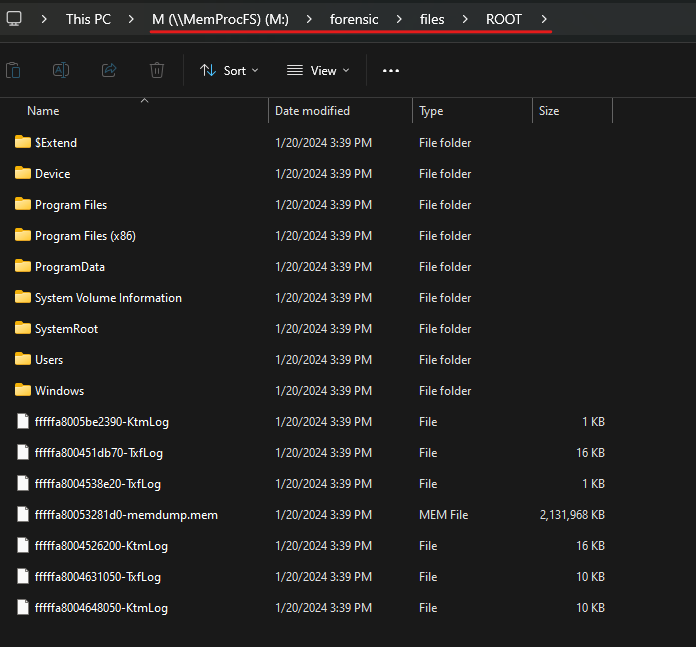 This PC > M (\\MemProcFS) (M:) > forensic > files > ROOT >
Sort View
Name Date modified Type Size
$Extend 1/20/2024 3:39 PM File folder
Device 1/20/2024 3:39 PM File folder
Program Files 1/20/2024 3:39 PM File folder
Program Files (x86) 1/20/2024 3:39 PM File folder
ProgramData 1/20/2024 3:39 PM File folder
System Volume Information 1/20/2024 3:39 PM File folder
SystemRoot 1/20/2024 3:39 PM File folder
Users 1/20/2024 3:39 PM File folder
Windows 1/20/2024 3:39 PM File folder
fffffa8005be2390-KtmLog 1/20/2024 3:39 PM File 1 KB
fffffa800451db70-TxfLog 1/20/2024 3:39 PM File 16 KB
fffffa8004538e20-TxfLog 1/20/2024 3:39 PM File 1 KB
fffffa80053281d0-memdump.mem 1/20/2024 3:39 PM MEM File 2,131,968 KB
fffffa8004526200-KtmLog 1/20/2024 3:39 PM File 16 KB
fffffa8004631050-TxfLog 1/20/2024 3:39 PM File 10 KB
fffffa8004648050-KtmLog 1/20/2024 3:39 PM File 10 KB